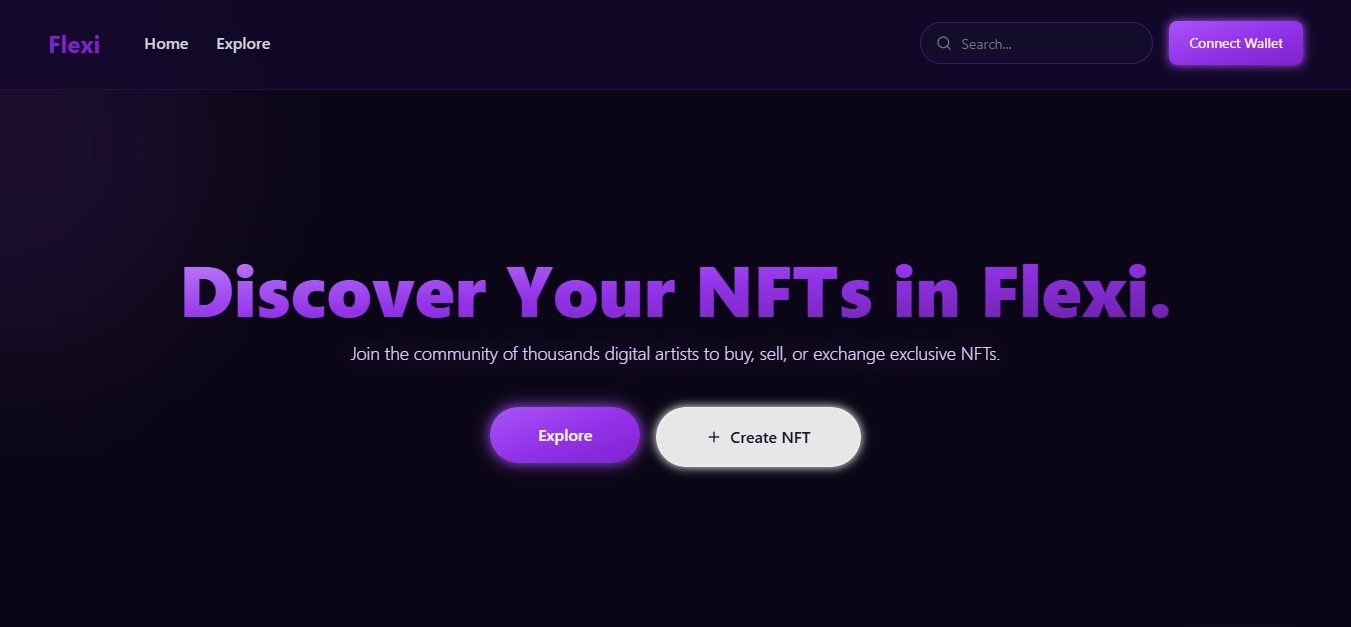 Flexi
Home
Explore
Search...
Connect Wallet
Discover Your NFTs in Flexi.
Join the community of thousands digital artists to buy, sell, or exchange exclusive NFTs.
Explore
+ Create NFT